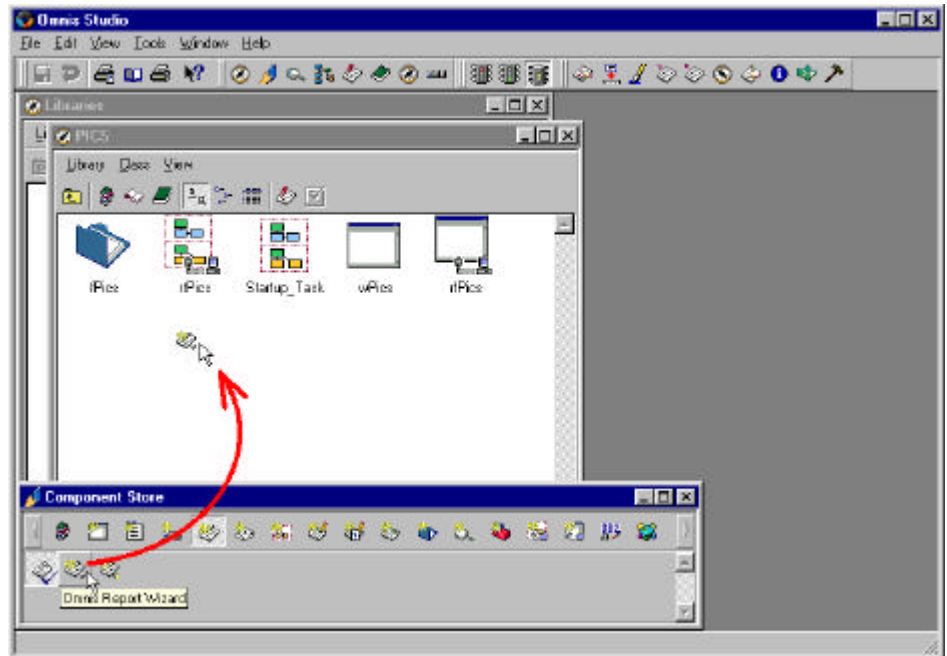 Omnis Studio
File Edit View Tools Window Help
Libraries
PICS
Library Class View
fPics
rtPics
Startup_Task
wPics
rfPics
Component Store
Omnis Report Wizard